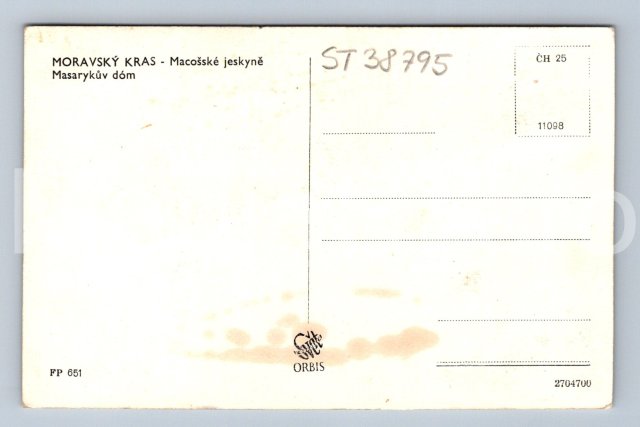 MORAVSKÝ KRAS - Macošské jeskyně
Masarykův dóm
ST 38795
ČH 25
11098
ORBIS
FP 651
2704700